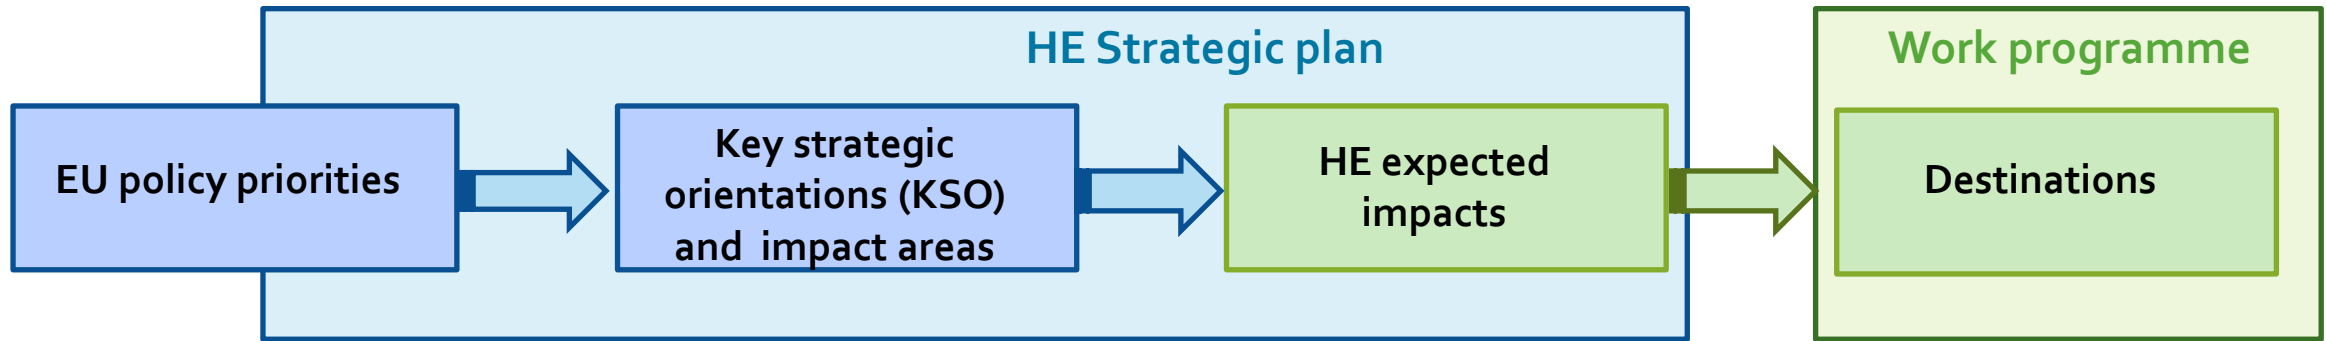 HE Strategic plan
Work programme
EU policy priorities
Key strategic
orientations (KSO)
and impact areas
HE expected
impacts
Destinations